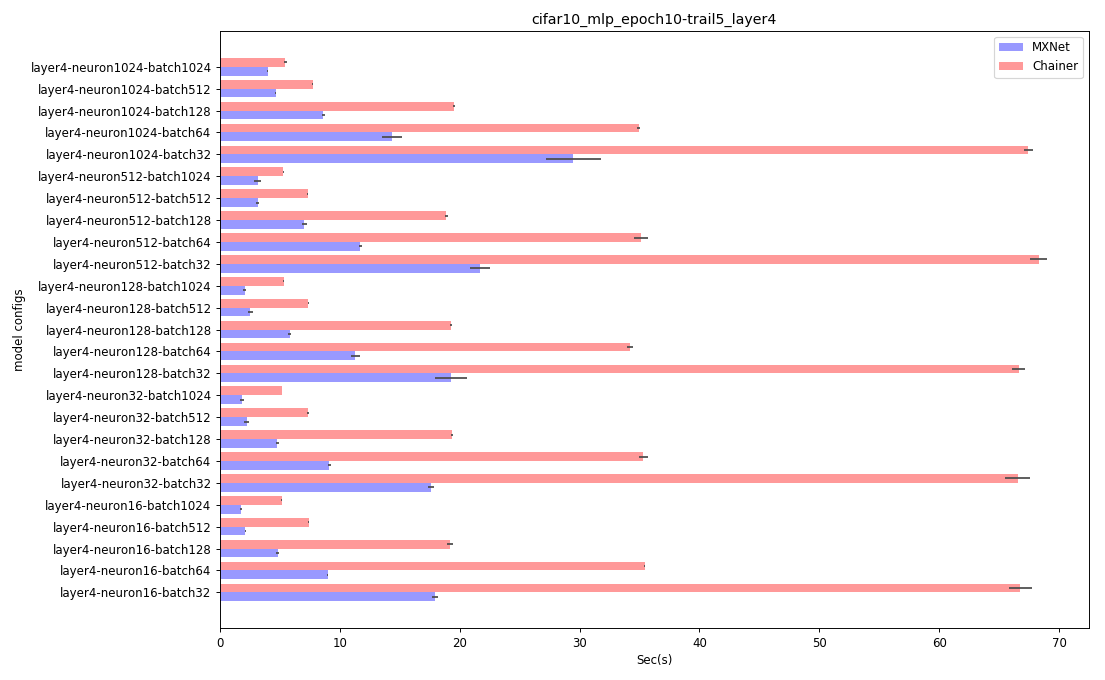 cifar10_mlp_epoch10-trail5_layer4
MXNet
Chainer
model configs
layer4-neuron1024-batch1024
layer4-neuron1024-batch512
layer4-neuron1024-batch128
layer4-neuron1024-batch64
layer4-neuron1024-batch32
layer4-neuron512-batch1024
layer4-neuron512-batch512
layer4-neuron512-batch128
layer4-neuron512-batch64
layer4-neuron512-batch32
layer4-neuron128-batch1024
layer4-neuron128-batch512
layer4-neuron128-batch128
layer4-neuron128-batch64
layer4-neuron128-batch32
layer4-neuron32-batch1024
layer4-neuron32-batch512
layer4-neuron32-batch128
layer4-neuron32-batch64
layer4-neuron32-batch32
layer4-neuron16-batch1024
layer4-neuron16-batch512
layer4-neuron16-batch128
layer4-neuron16-batch64
layer4-neuron16-batch32
0 10 20 30 40 50 60 70
Sec(s)